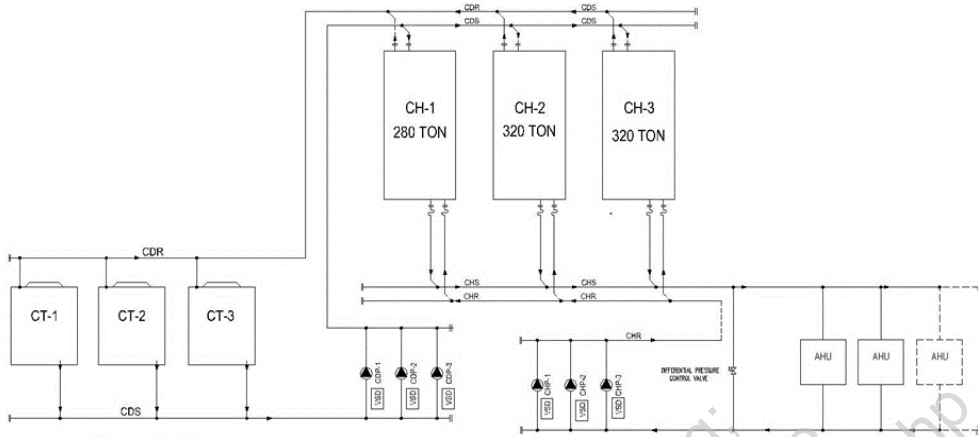 CDR
CDS
CDS
CDS
CH-1
280 TON
CH-2
320 TON
CH-3
320 TON
CDR
CT-1
CT-2
CT-3
CHS
CHS
CHR
CHR
CHR
CDP-1
VSD
CDP-2
VSD
CDP-3
VSD
CHP-1
VSD
CHP-2
VSD
CHP-3
VSD
DIFFERENTIAL PRESSURE
CONTROL VALVE
AHU
AHU
AHU
CDS